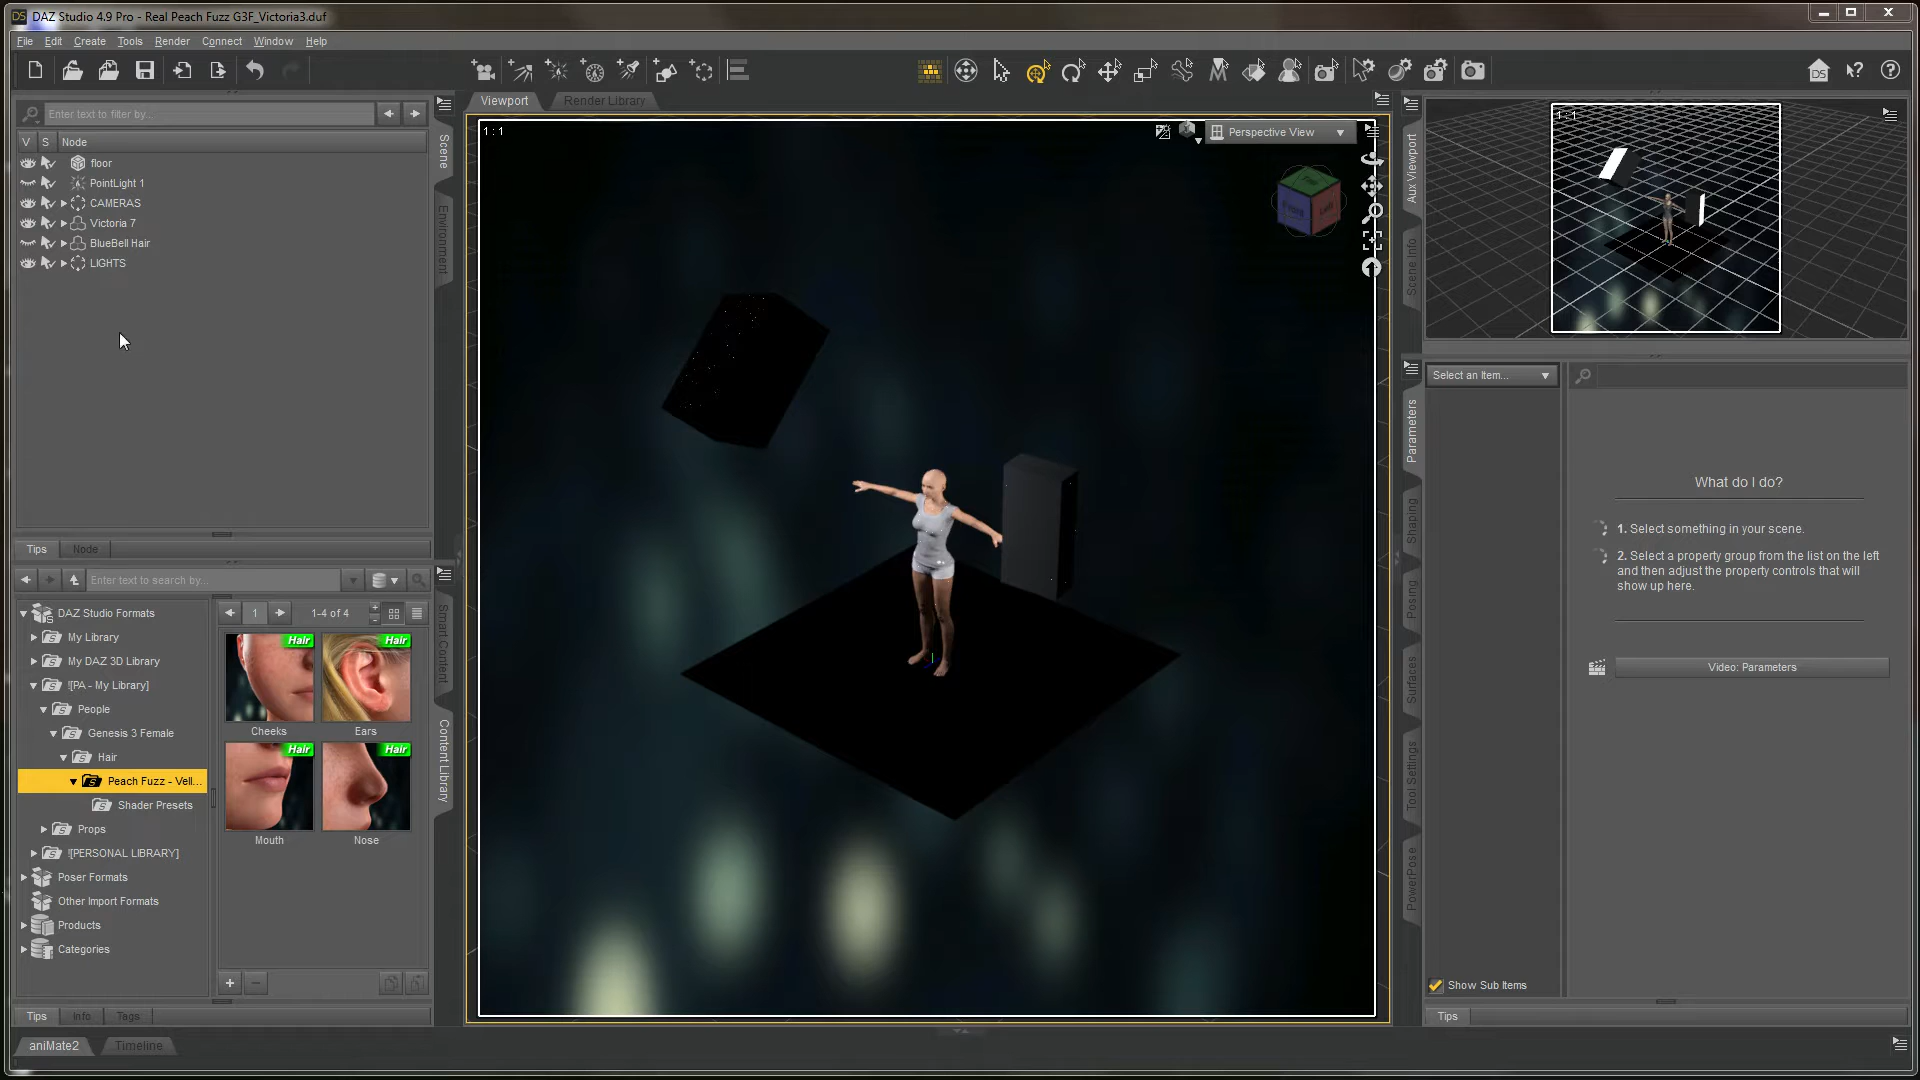 DAZ Studio 4.9 Pro - Real Peach Fuzz G3F_Victoria3.duf
File Edit Create Tools Render Connect Window Help
Enter text to filter by...
V S Node
floor
PointLight 1
CAMERAS
Victoria 7
BlueBell Hair
LIGHTS
Scene
Environment
Tips Node
Enter text to search by...
DAZ Studio Formats
My Library
My DAZ 3D Library
![PA - My Library]
People
Genesis 3 Female
Hair
Peach Fuzz - Vell...
Shader Presets
Props
![PERSONAL LIBRARY]
Poser Formats
Other Import Formats
Products
Categories
1 1-4 of 4
Hair Hair
Cheeks Ears
Hair Hair
Mouth Nose
Smart Content
Content Library
Tips Info Tags
aniMate2 Timeline
Viewport Render Library
1 : 1
Perspective View
1 : 1
Aux Viewport
Scene Info
Select an Item...
What do I do?
1. Select something in your scene.
2. Select a property group from the list on the left
and then adjust the property controls that will
show up here.
Video: Parameters
Parameters
Shaping
Posing
Surfaces
Tool Settings
PowerPose
Show Sub Items
Tips